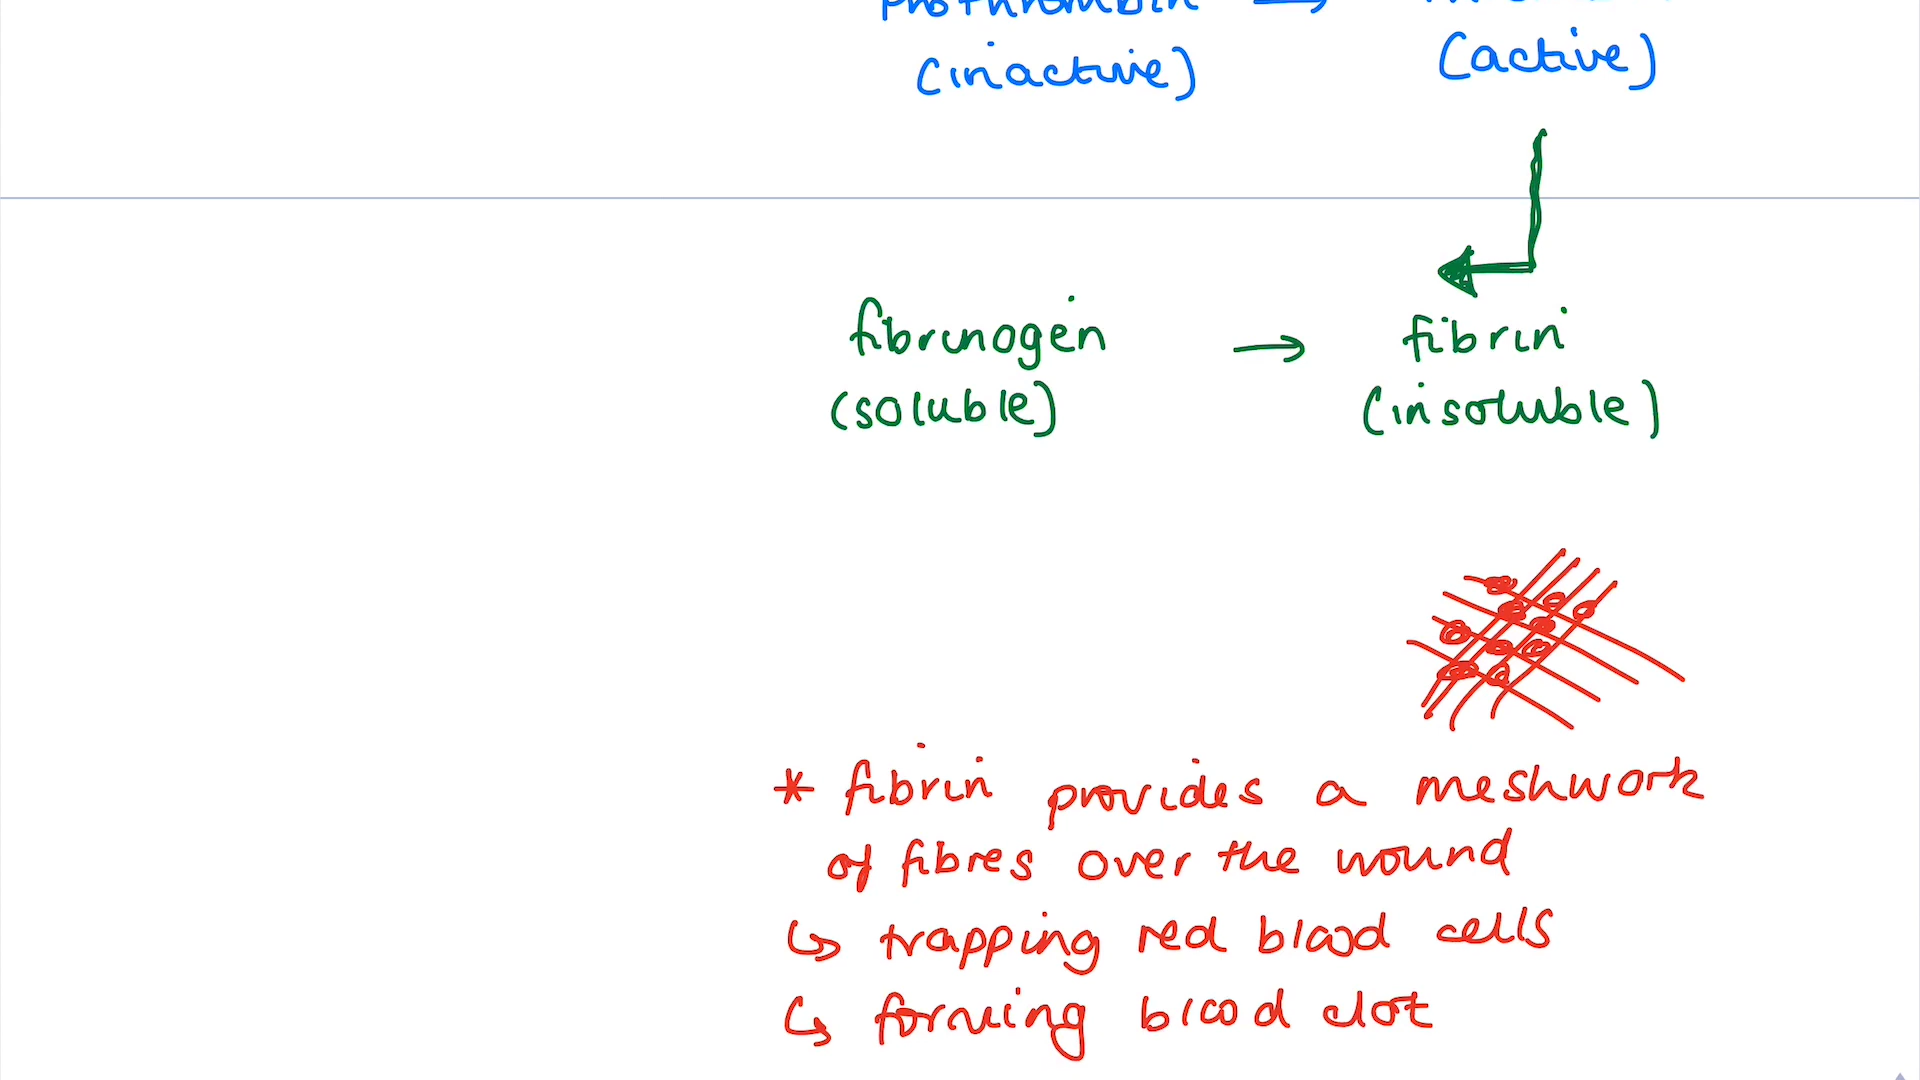 prothrombin →
(inactive) (active)
fibrinogen → fibrin
(soluble) (insoluble)
* fibrin provides a meshwork
of fibres over the wound
↳ trapping red blood cells
↳ forming blood clot